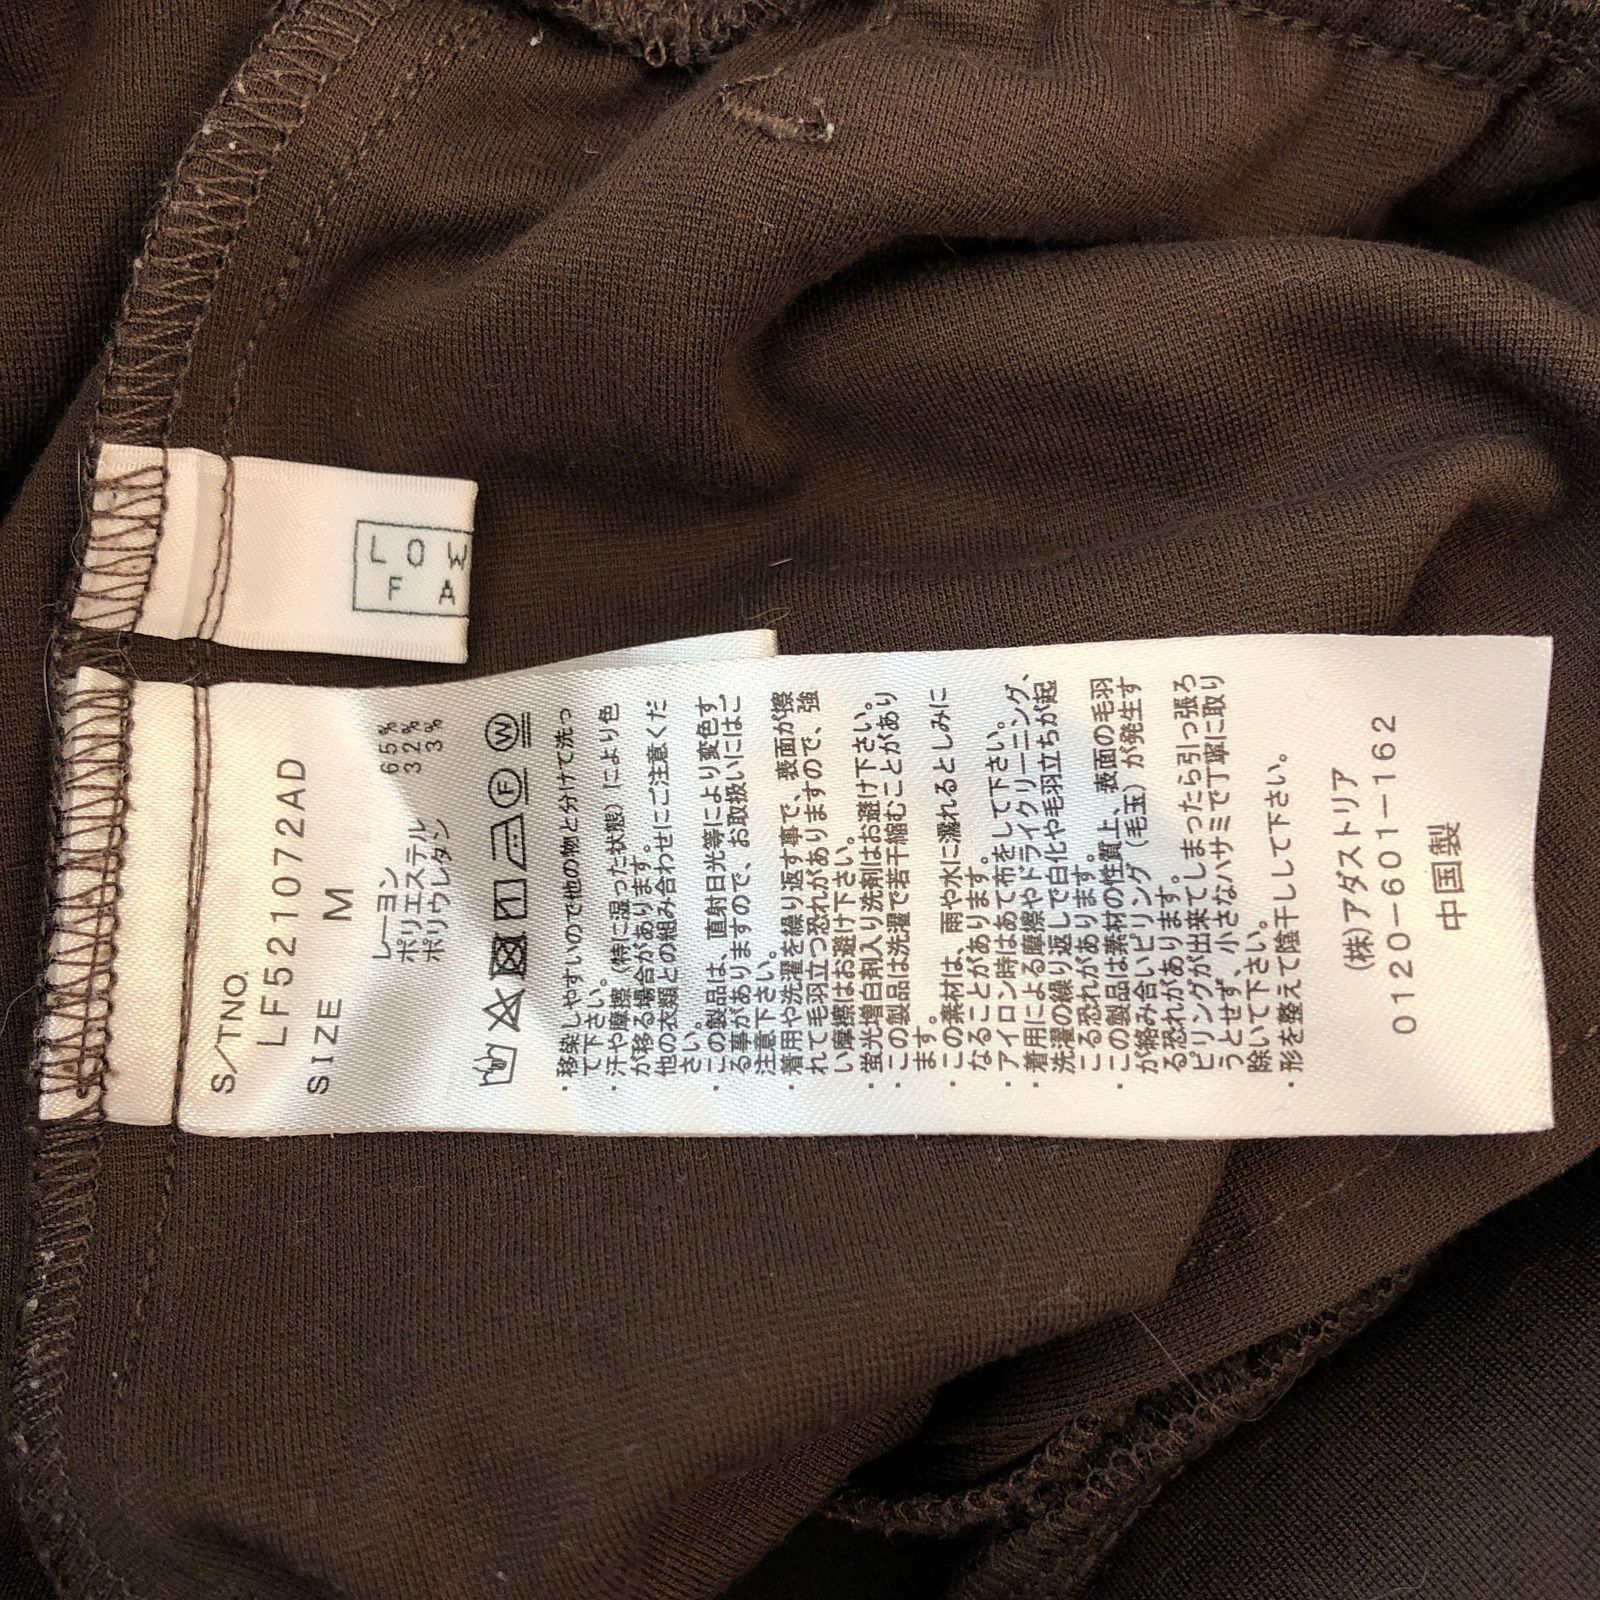 LOW
FA
S/TNO.
LF521072AD
SIZE
M
レーヨン 65%
ポリエステル 32%
ポリウレタン 3%
F
W
・移染しやすいので他の物と分けて洗っ
て下さい。
・汗や摩擦（特に湿った状態）により色
が移る場合があります。
他の衣類との組み合わせにご注意くだ
さい。
・この製品は、直射日光等により変色す
る事がありますので、お取扱いにはご
注意下さい。
・着用や洗濯を繰り返す事で、表面が擦
れて毛羽立つ恐れがありますので、強
い摩擦はお避け下さい。
・蛍光増白剤入り洗剤はお避け下さい。
・この製品は洗濯で若干縮むことがあり
ます。
・この素材は、雨や水に濡れるとしみに
なることがあります。
・アイロン時はあて布をして下さい。
・着用による摩擦やドライクリーニング、
洗濯の繰り返しで白化や毛羽立ちが起
こる恐れがあります。
・この製品は素材の性質上、表面の毛羽
が絡み合いピリング（毛玉）が発生す
る恐れがあります。
ピリングが出来てしまったら引っ張ろ
うとせず、小さなハサミで丁寧に取り
除いて下さい。
・形を整えて陰干しして下さい。
(株)アダストリア
0120-601-162
中国製